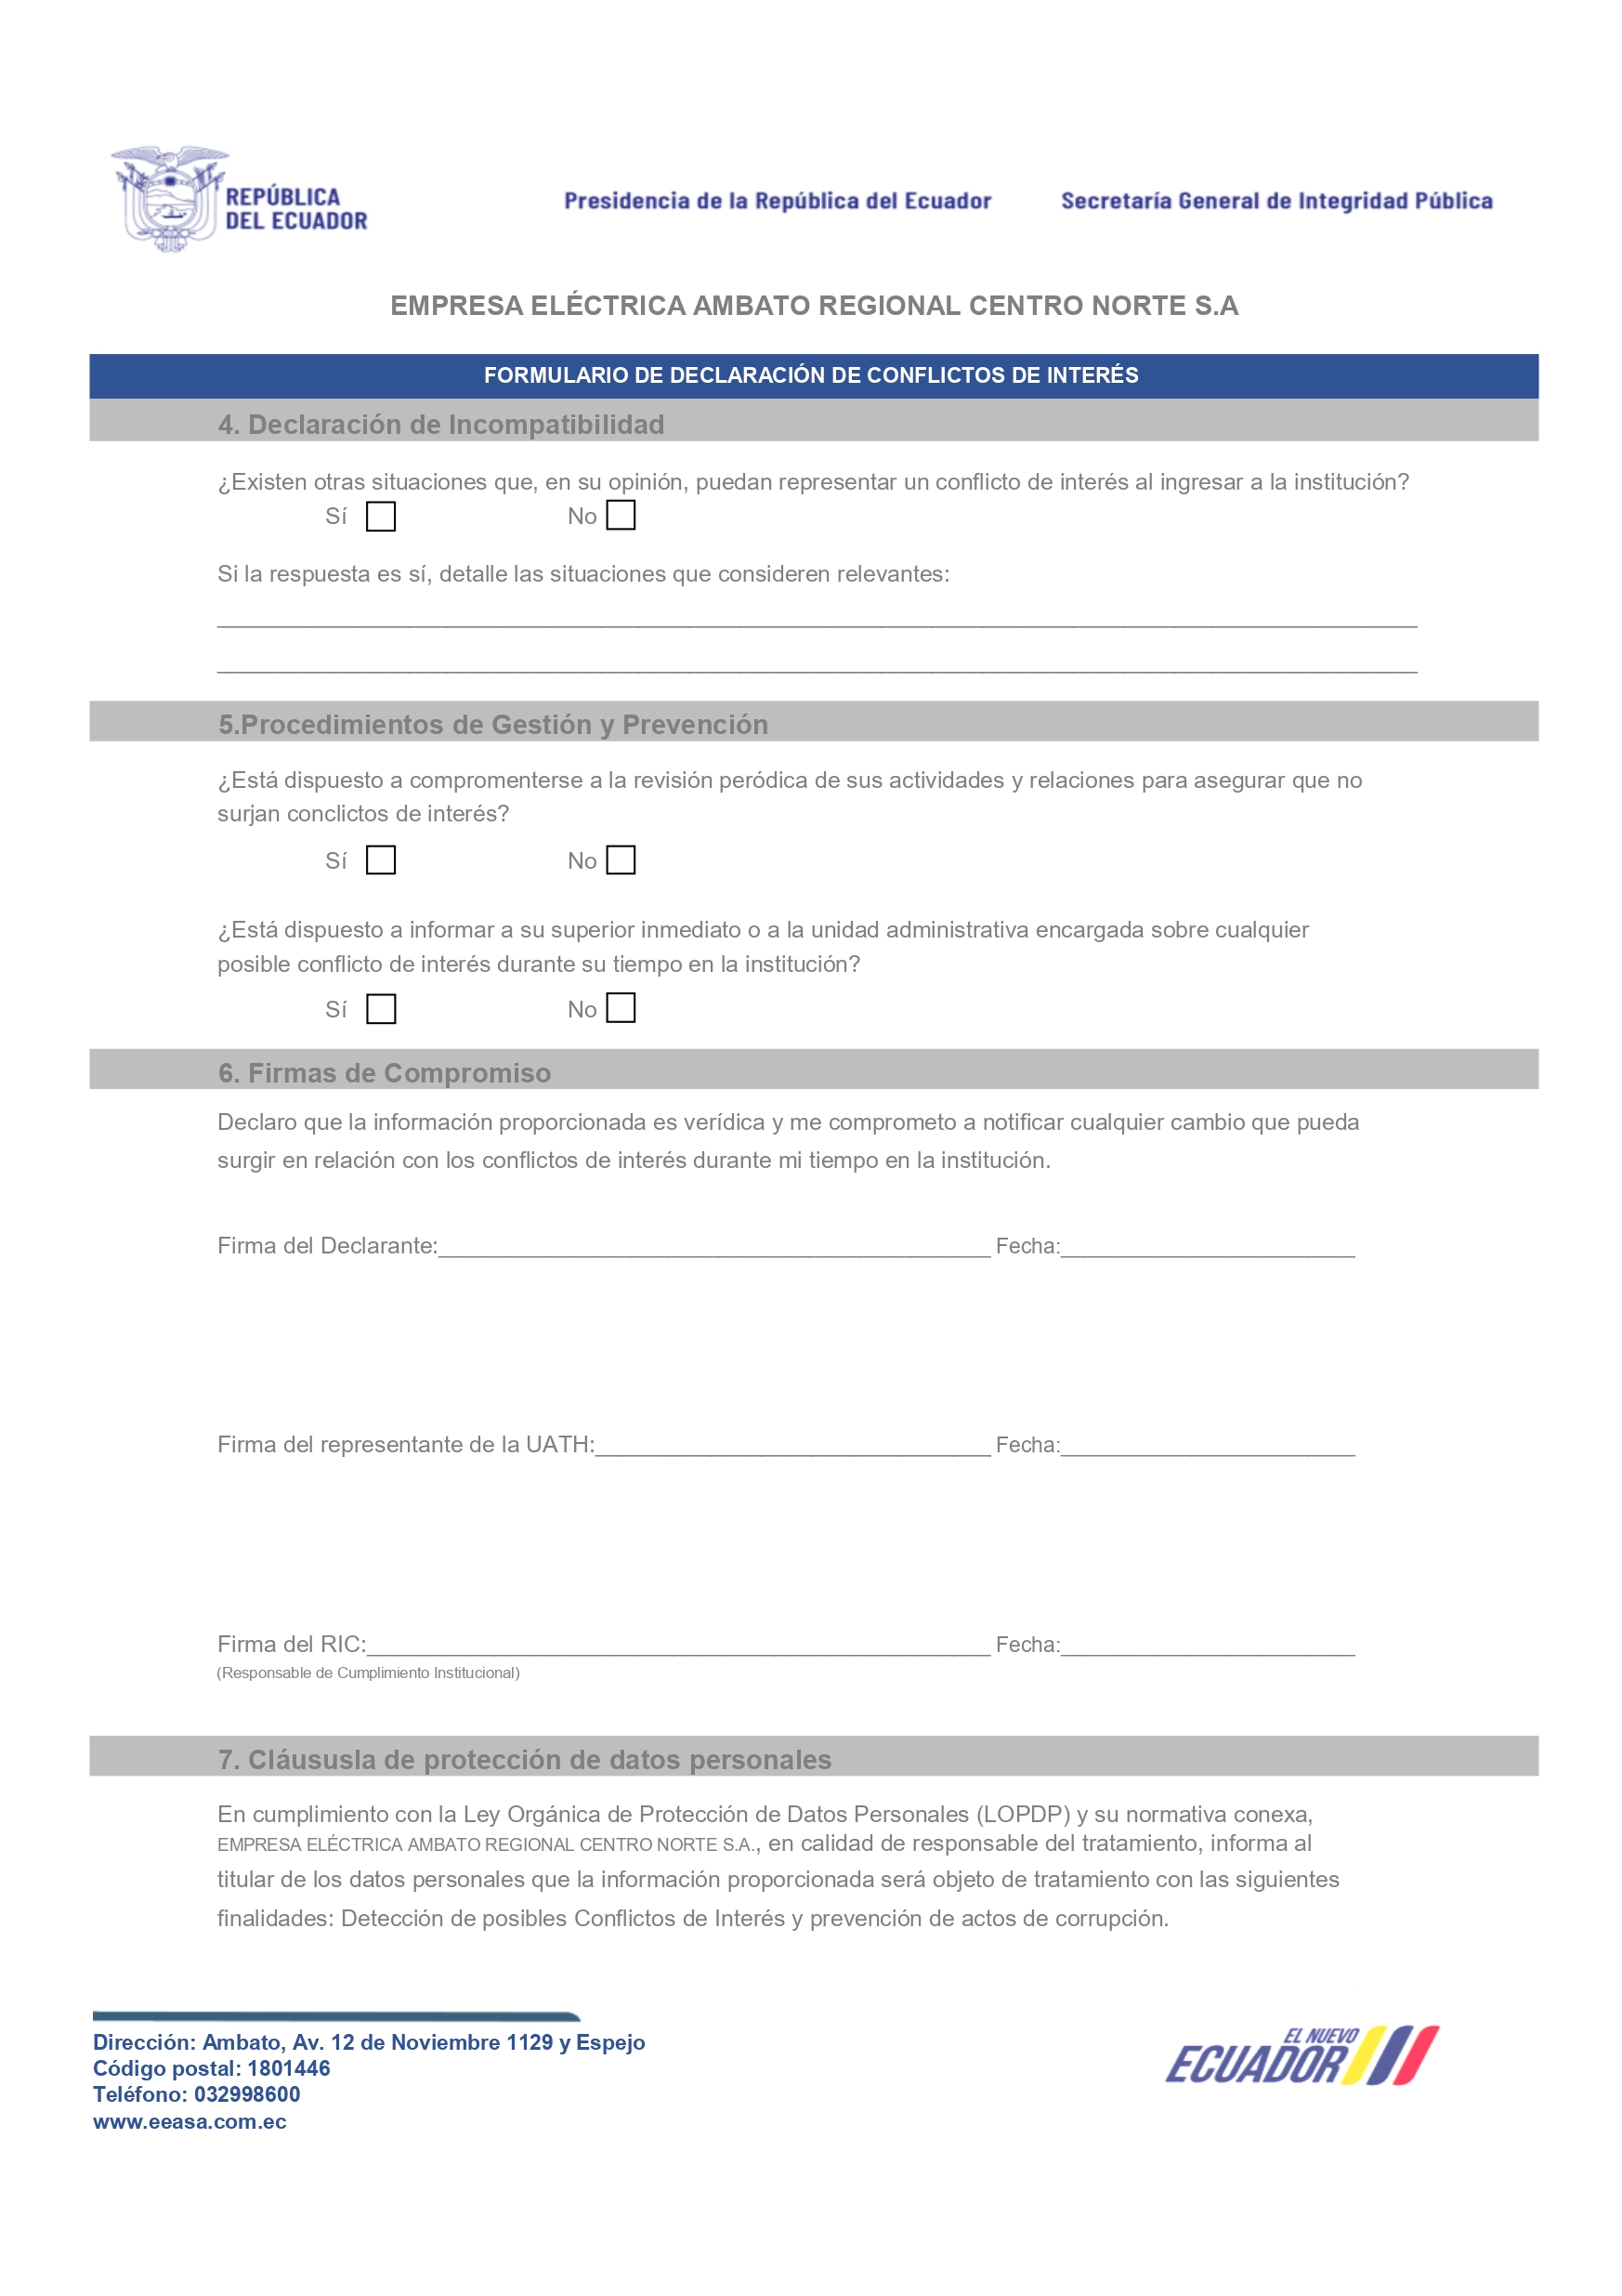 REPÚBLICA
DEL ECUADOR
Presidencia de la República del Ecuador Secretaría General de Integridad Pública
EMPRESA ELÉCTRICA AMBATO REGIONAL CENTRO NORTE S.A
FORMULARIO DE DECLARACIÓN DE CONFLICTOS DE INTERÉS
4. Declaración de Incompatibilidad
¿Existen otras situaciones que, en su opinión, puedan representar un conflicto de interés al ingresar a la institución?
Sí No
Si la respuesta es sí, detalle las situaciones que consideren relevantes:
5.Procedimientos de Gestión y Prevención
¿Está dispuesto a compromenterse a la revisión peródica de sus actividades y relaciones para asegurar que no
surjan conclictos de interés?
Sí No
¿Está dispuesto a informar a su superior inmediato o a la unidad administrativa encargada sobre cualquier
posible conflicto de interés durante su tiempo en la institución?
Sí No
6. Firmas de Compromiso
Declaro que la información proporcionada es verídica y me comprometo a notificar cualquier cambio que pueda
surgir en relación con los conflictos de interés durante mi tiempo en la institución.
Firma del Declarante:____________________ Fecha:____________________
Firma del representante de la UATH:____________________ Fecha:____________________
Firma del RIC:____________________ Fecha:____________________
(Responsable de Cumplimiento Institucional)
7. Cláususla de protección de datos personales
En cumplimiento con la Ley Orgánica de Protección de Datos Personales (LOPDP) y su normativa conexa,
EMPRESA ELÉCTRICA AMBATO REGIONAL CENTRO NORTE S.A., en calidad de responsable del tratamiento, informa al
titular de los datos personales que la información proporcionada será objeto de tratamiento con las siguientes
finalidades: Detección de posibles Conflictos de Interés y prevención de actos de corrupción.
Dirección: Ambato, Av. 12 de Noviembre 1129 y Espejo
Código postal: 1801446
Teléfono: 032998600
www.eeasa.com.ec
EL NUEVO
ECUADOR